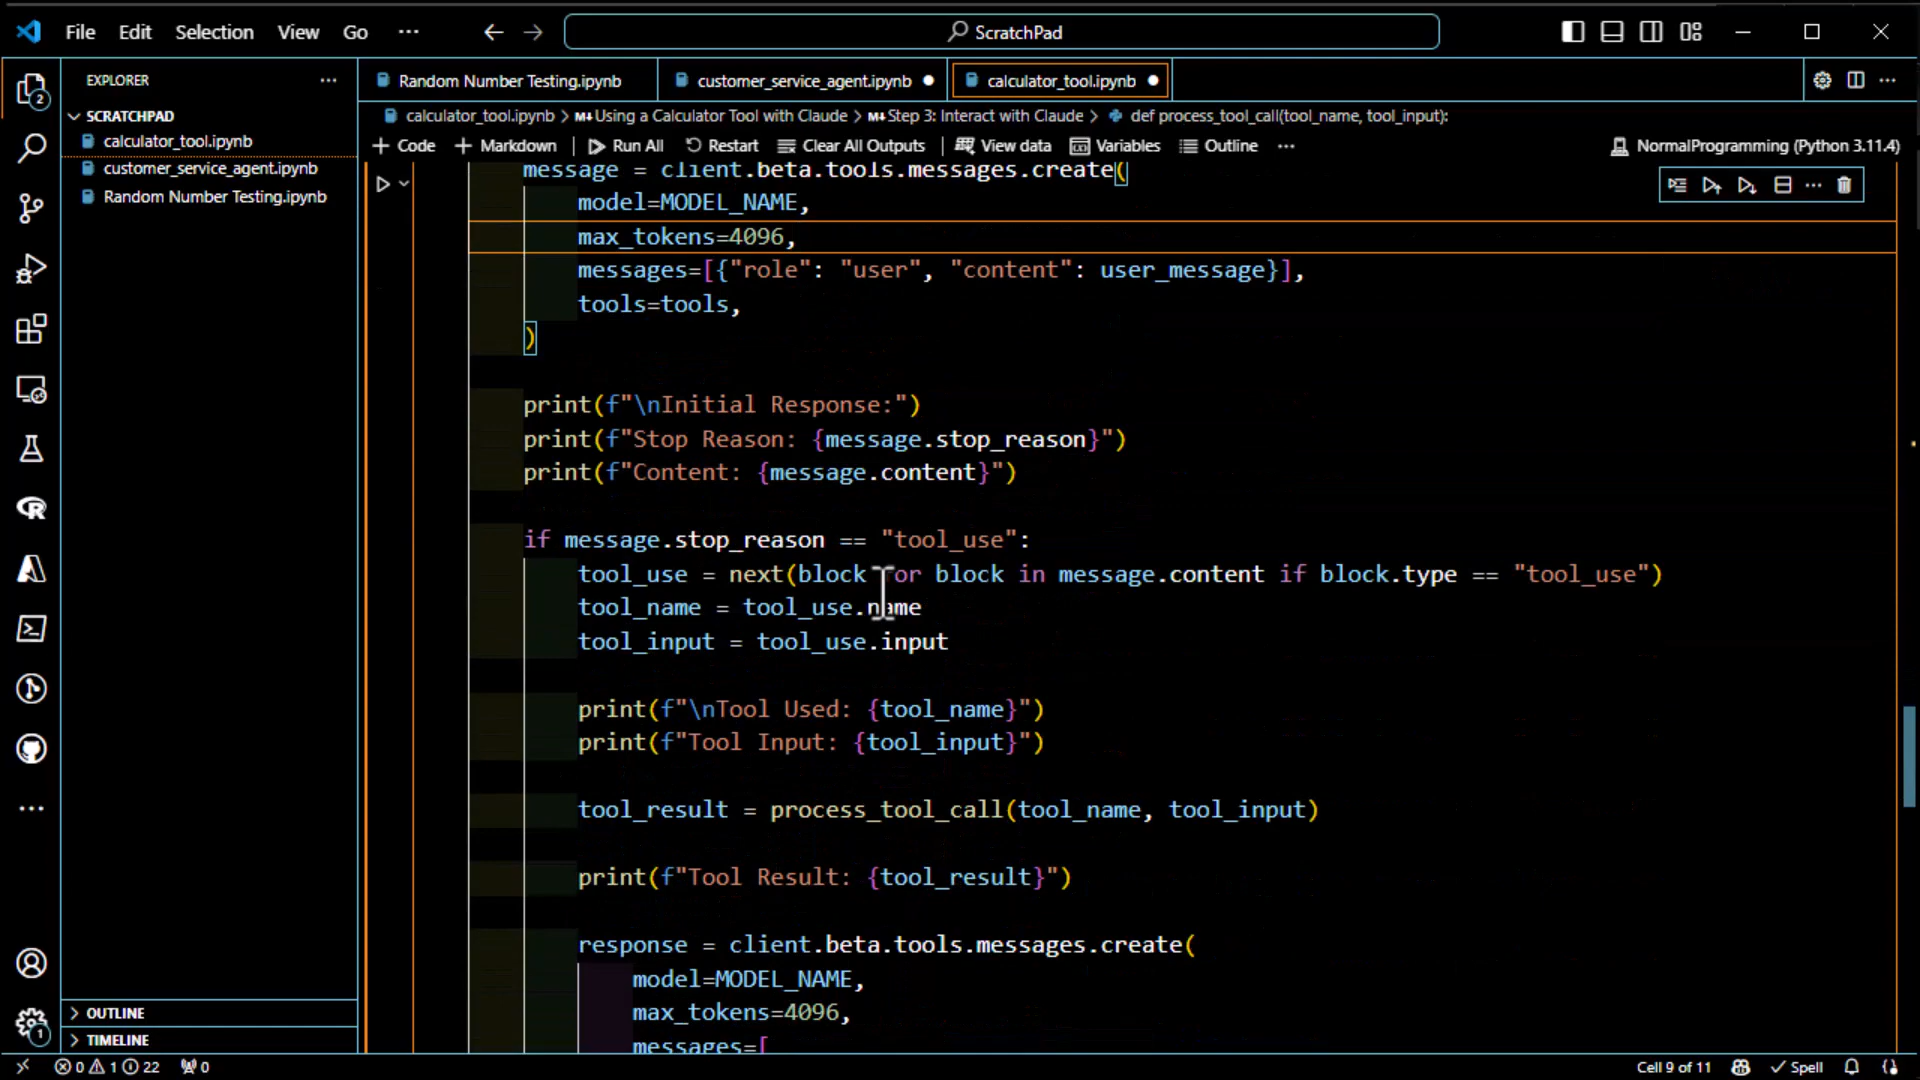 File Edit Selection View Go ··· ScratchPad
EXPLORER ···
SCRATCHPAD
calculator_tool.ipynb
customer_service_agent.ipynb
Random Number Testing.ipynb
OUTLINE
TIMELINE
2
1
Random Number Testing.ipynb customer_service_agent.ipynb calculator_tool.ipynb ···
calculator_tool.ipynb > M↓Using a Calculator Tool with Claude > M↓Step 3: Interact with Claude > def process_tool_call(tool_name, tool_input):
+ Code + Markdown Run All Restart Clear All Outputs View data Variables Outline ··· NormalProgramming (Python 3.11.4)
message = client.beta.tools.messages.create(
model=MODEL_NAME,
max_tokens=4096,
messages=[{"role": "user", "content": user_message}],
tools=tools,
)
print(f"\nInitial Response:")
print(f"Stop Reason: {message.stop_reason}")
print(f"Content: {message.content}")
if message.stop_reason == "tool_use":
tool_use = next(block for block in message.content if block.type == "tool_use")
tool_name = tool_use.name
tool_input = tool_use.input
print(f"\nTool Used: {tool_name}")
print(f"Tool Input: {tool_input}")
tool_result = process_tool_call(tool_name, tool_input)
print(f"Tool Result: {tool_result}")
response = client.beta.tools.messages.create(
model=MODEL_NAME,
max_tokens=4096,
messages=[
0 1 22 0 Cell 9 of 11 Spell